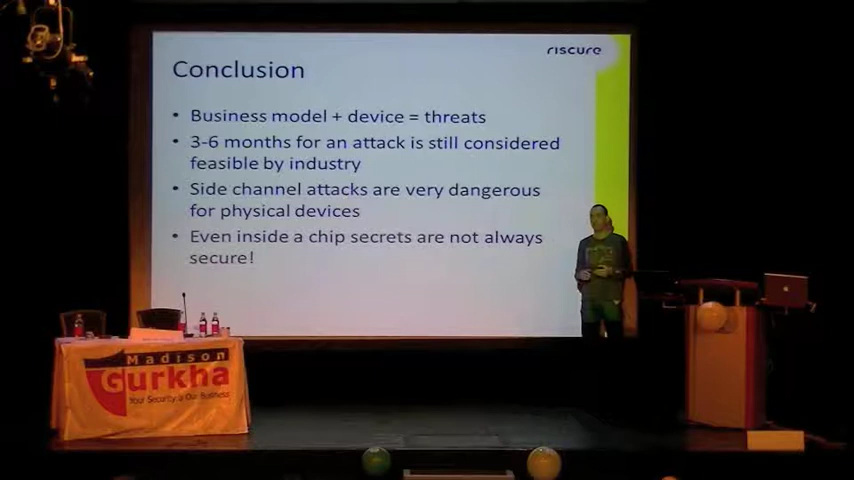 riscure
Conclusion
• Business model + device = threats
• 3-6 months for an attack is still considered
feasible by industry
• Side channel attacks are very dangerous
for physical devices
• Even inside a chip secrets are not always
secure!
Madison
Gurkha
Your Security is Our Business